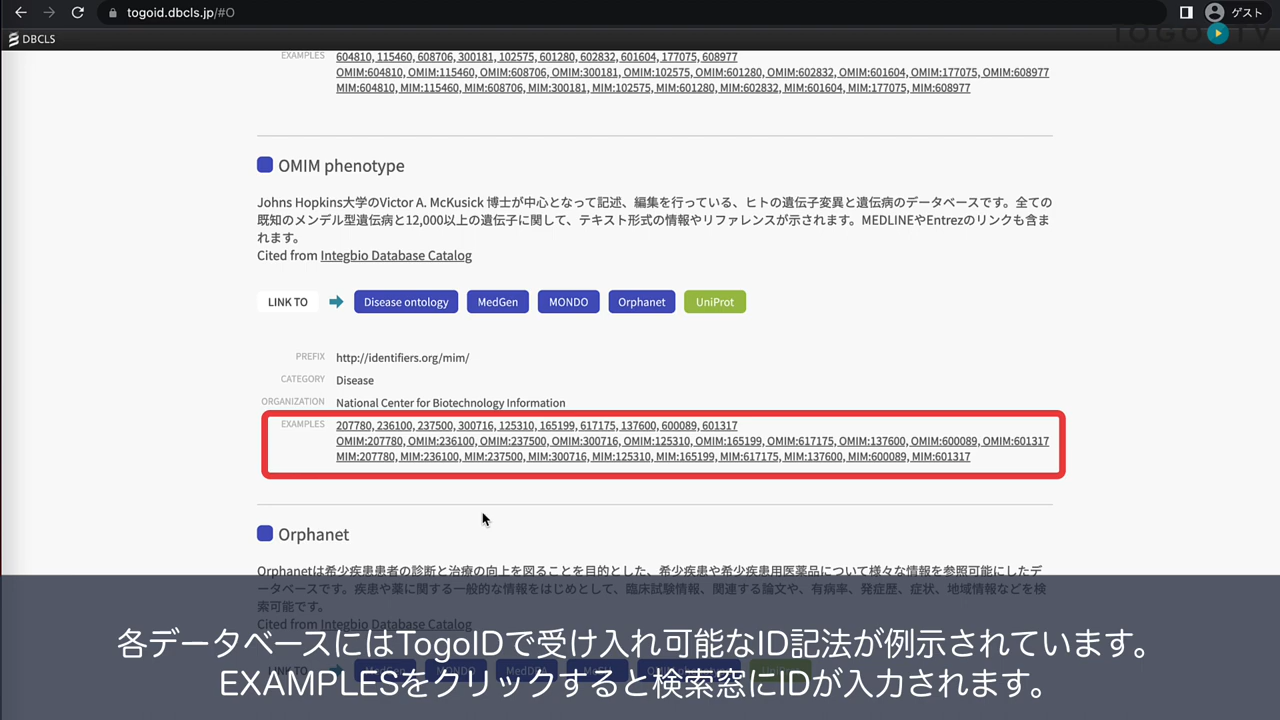 togoid.dbcls.jp/#O
ゲスト
DBCLS
TOGOTV
EXAMPLES 604810, 115460, 608706, 300181, 102575, 601280, 602832, 601604, 177075, 608977
OMIM:604810, OMIM:115460, OMIM:608706, OMIM:300181, OMIM:102575, OMIM:601280, OMIM:602832, OMIM:601604, OMIM:177075, OMIM:608977
MIM:604810, MIM:115460, MIM:608706, MIM:300181, MIM:102575, MIM:601280, MIM:602832, MIM:601604, MIM:177075, MIM:608977
OMIM phenotype
Johns Hopkins大学のVictor A. McKusick 博士が中心となって記述、編集を行っている、ヒトの遺伝子変異と遺伝病のデータベースです。全ての
既知のメンデル型遺伝病と12,000以上の遺伝子に関して、テキスト形式の情報やリファレンスが示されます。MEDLINEやEntrezのリンクも含ま
れます。
Cited from Integbio Database Catalog
LINK TO Disease ontology MedGen MONDO Orphanet UniProt
PREFIX http://identifiers.org/mim/
CATEGORY Disease
ORGANIZATION National Center for Biotechnology Information
EXAMPLES 207780, 236100, 237500, 300716, 125310, 165199, 617175, 137600, 600089, 601317
OMIM:207780, OMIM:236100, OMIM:237500, OMIM:300716, OMIM:125310, OMIM:165199, OMIM:617175, OMIM:137600, OMIM:600089, OMIM:601317
MIM:207780, MIM:236100, MIM:237500, MIM:300716, MIM:125310, MIM:165199, MIM:617175, MIM:137600, MIM:600089, MIM:601317
Orphanet
Orphanetは希少疾患患者の診断と治療の向上を図ることを目的とした、希少疾患や希少疾患用医薬品について様々な情報を参照可能にしたデ
ータベースです。疾患や薬に関する一般的な情報をはじめとして、臨床試験情報、関連する論文や、有病率、発症歴、症状、地域情報などを検
索可能です。
Cited from Integbio Database Catalog
LINK TO MedGen MONDO MedDRA MeSH
各データベースにはTogoIDで受け入れ可能なID記法が例示されています。
EXAMPLESをクリックすると検索窓にIDが入力されます。